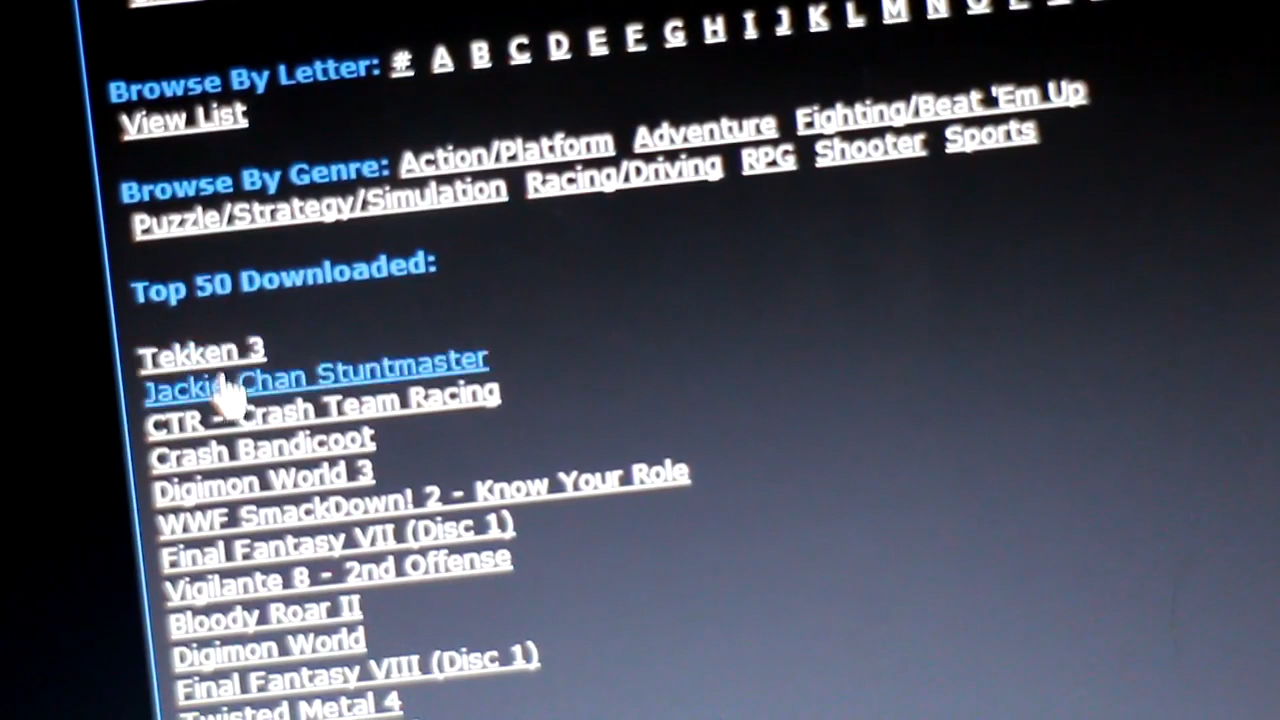 Browse By Letter: # A B C D E F G H I J K L M N
View List
Browse By Genre: Action/Platform Adventure Fighting/Beat 'Em Up
Puzzle/Strategy/Simulation Racing/Driving RPG Shooter Sports
Top 50 Downloaded:
Tekken 3
Jackie Chan Stuntmaster
CTR - Crash Team Racing
Crash Bandicoot
Digimon World 3
WWF SmackDown! 2 - Know Your Role
Final Fantasy VII (Disc 1)
Vigilante 8 - 2nd Offense
Bloody Roar II
Digimon World
Final Fantasy VIII (Disc 1)
Twisted Metal 4